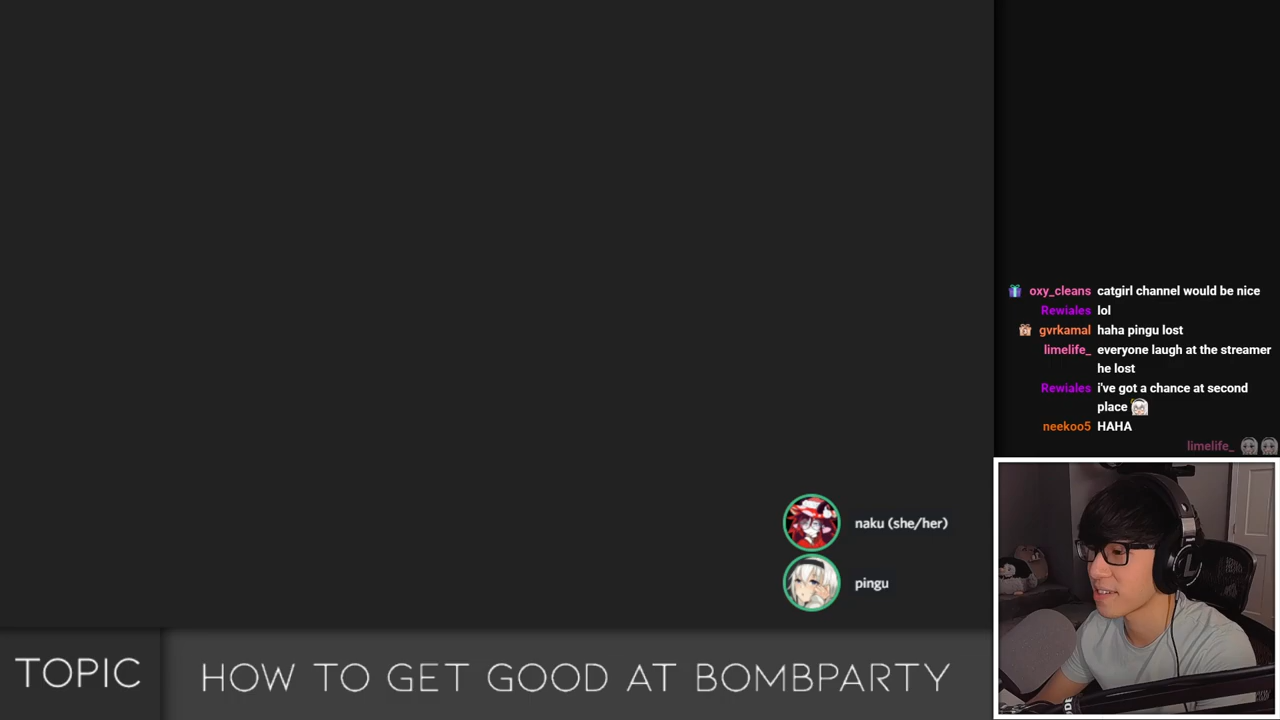 oxy_cleans catgirl channel would be nice
Rewiales lol
gvrkamal haha pingu lost
limelife_ everyone laugh at the streamer
he lost
Rewiales i've got a chance at second
place
neekoo5 HAHA
limelife_
naku (she/her)
pingu
TOPIC HOW TO GET GOOD AT BOMBPARTY